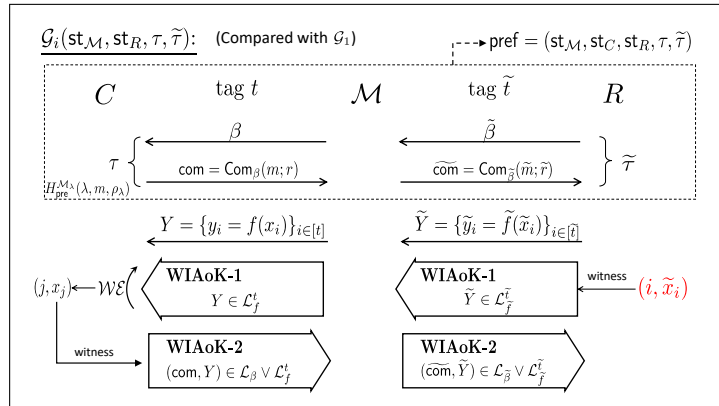 𝒢ᵢ(st_ℳ, st_R, τ, τ̃): (Compared with 𝒢₁)
pref = (st_ℳ, st_C, st_R, τ, τ̃)
C tag t ℳ tag t̃ R
β β̃
τ com = Com_β(m; r) c͠om = Com_β̃(m̃; r̃) τ̃
H_pre^{ℳ_λ}(λ, m, ρ_λ)
Y = {yᵢ = f(xᵢ)}_{i∈[t]} Ỹ = {ỹᵢ = f̃(x̃ᵢ)}_{i∈[t̃]}
WIAoK-1 WIAoK-1 witness
(j, xⱼ) 𝒲ℰ Y ∈ ℒ_f^t Ỹ ∈ ℒ_f̃^t̃ (i, x̃ᵢ)
witness WIAoK-2 WIAoK-2
(com, Y) ∈ ℒ_β ∨ ℒ_f^t (c͠om, Ỹ) ∈ ℒ_β̃ ∨ ℒ_f̃^t̃